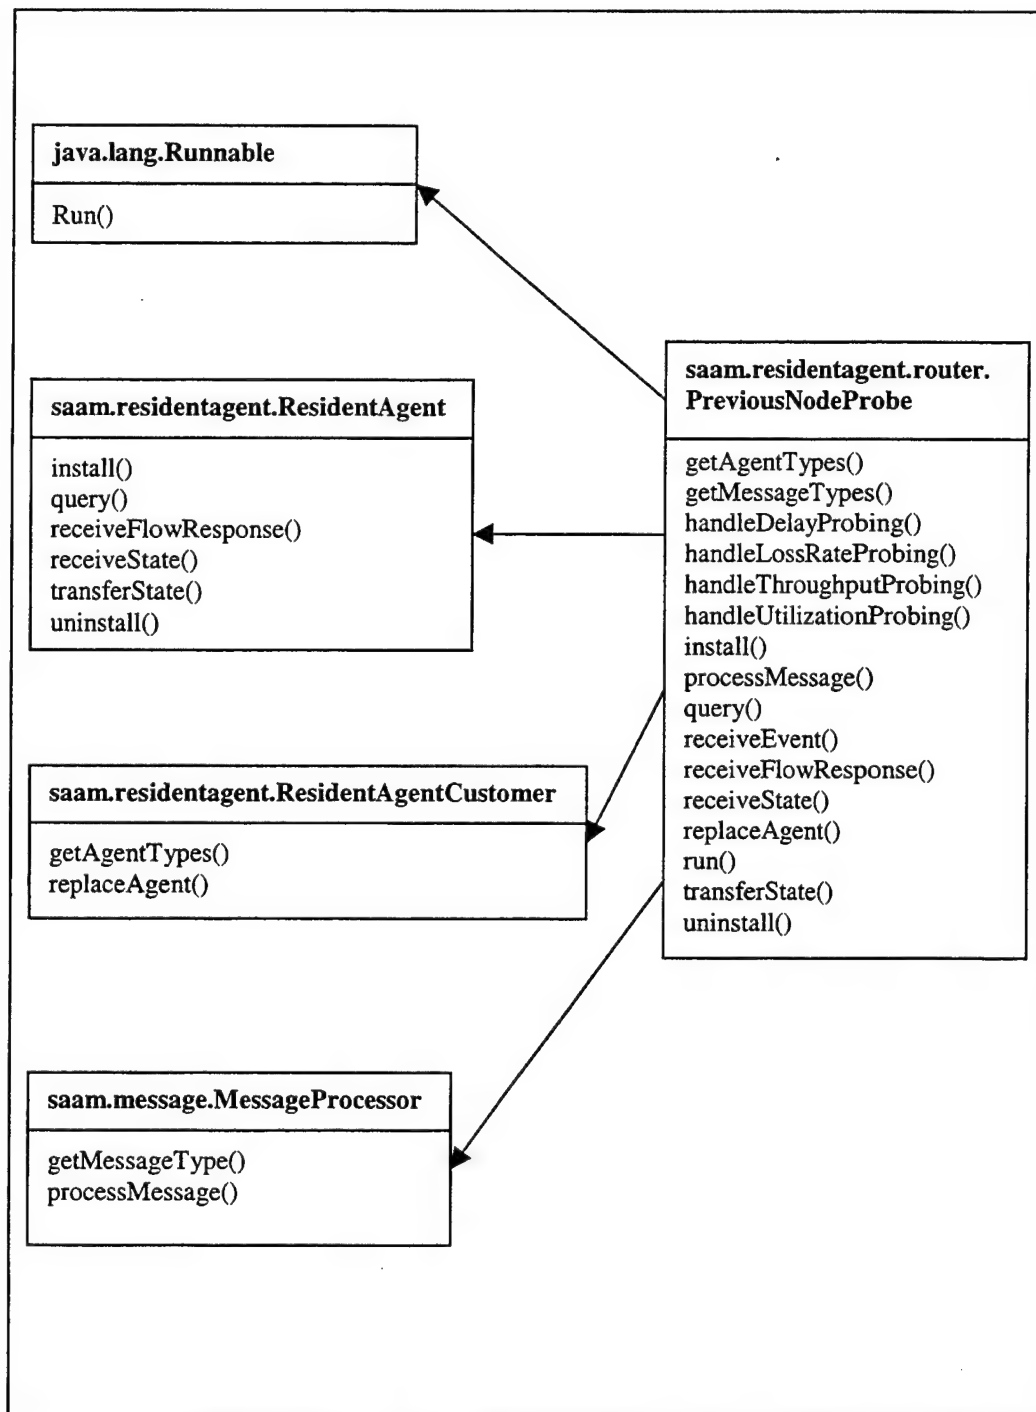 java.lang.Runnable
Run()
saam.residentagent.ResidentAgent
install()
query()
receiveFlowResponse()
receiveState()
transferState()
uninstall()
saam.residentagent.ResidentAgentCustomer
getAgentTypes()
replaceAgent()
saam.message.MessageProcessor
getMessageType()
processMessage()
saam.residentagent.router.
PreviousNodeProbe
getAgentTypes()
getMessageTypes()
handleDelayProbing()
handleLossRateProbing()
handleThroughputProbing()
handleUtilizationProbing()
install()
processMessage()
query()
receiveEvent()
receiveFlowResponse()
receiveState()
replaceAgent()
run()
transferState()
uninstall()